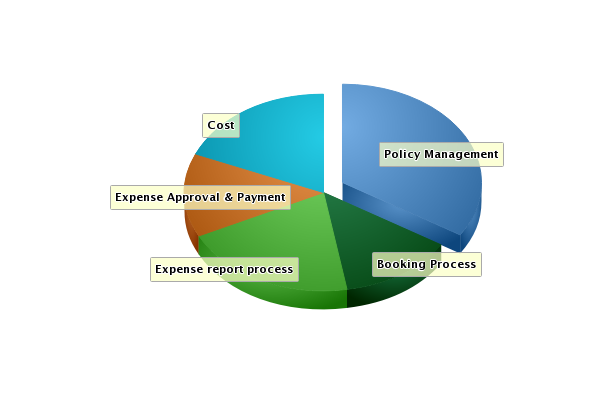 Cost
Policy Management
Expense Approval & Payment
Expense report process
Booking Process